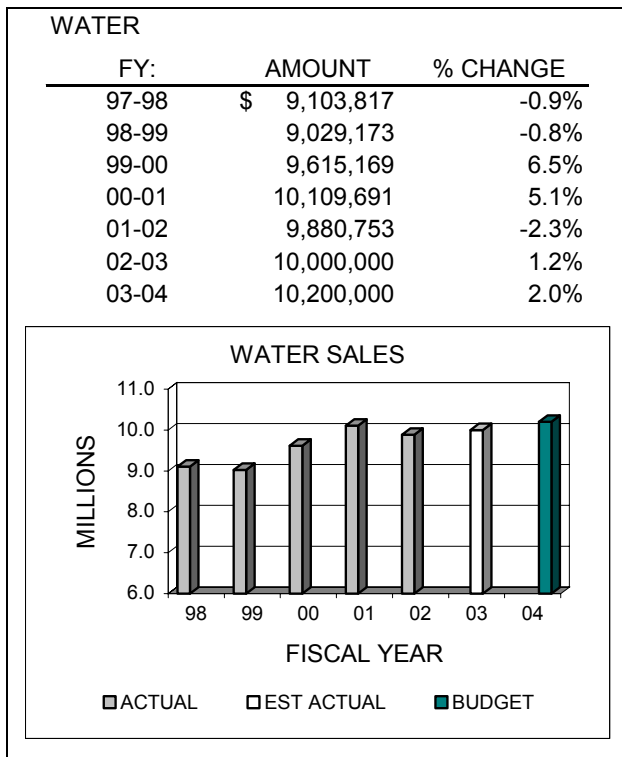 WATER
FY: AMOUNT % CHANGE
97-98 $ 9,103,817 -0.9%
98-99 9,029,173 -0.8%
99-00 9,615,169 6.5%
00-01 10,109,691 5.1%
01-02 9,880,753 -2.3%
02-03 10,000,000 1.2%
03-04 10,200,000 2.0%
WATER SALES
MILLIONS
11.0
10.0
9.0
8.0
7.0
6.0
98 99 00 01 02 03 04
FISCAL YEAR
ACTUAL EST ACTUAL BUDGET